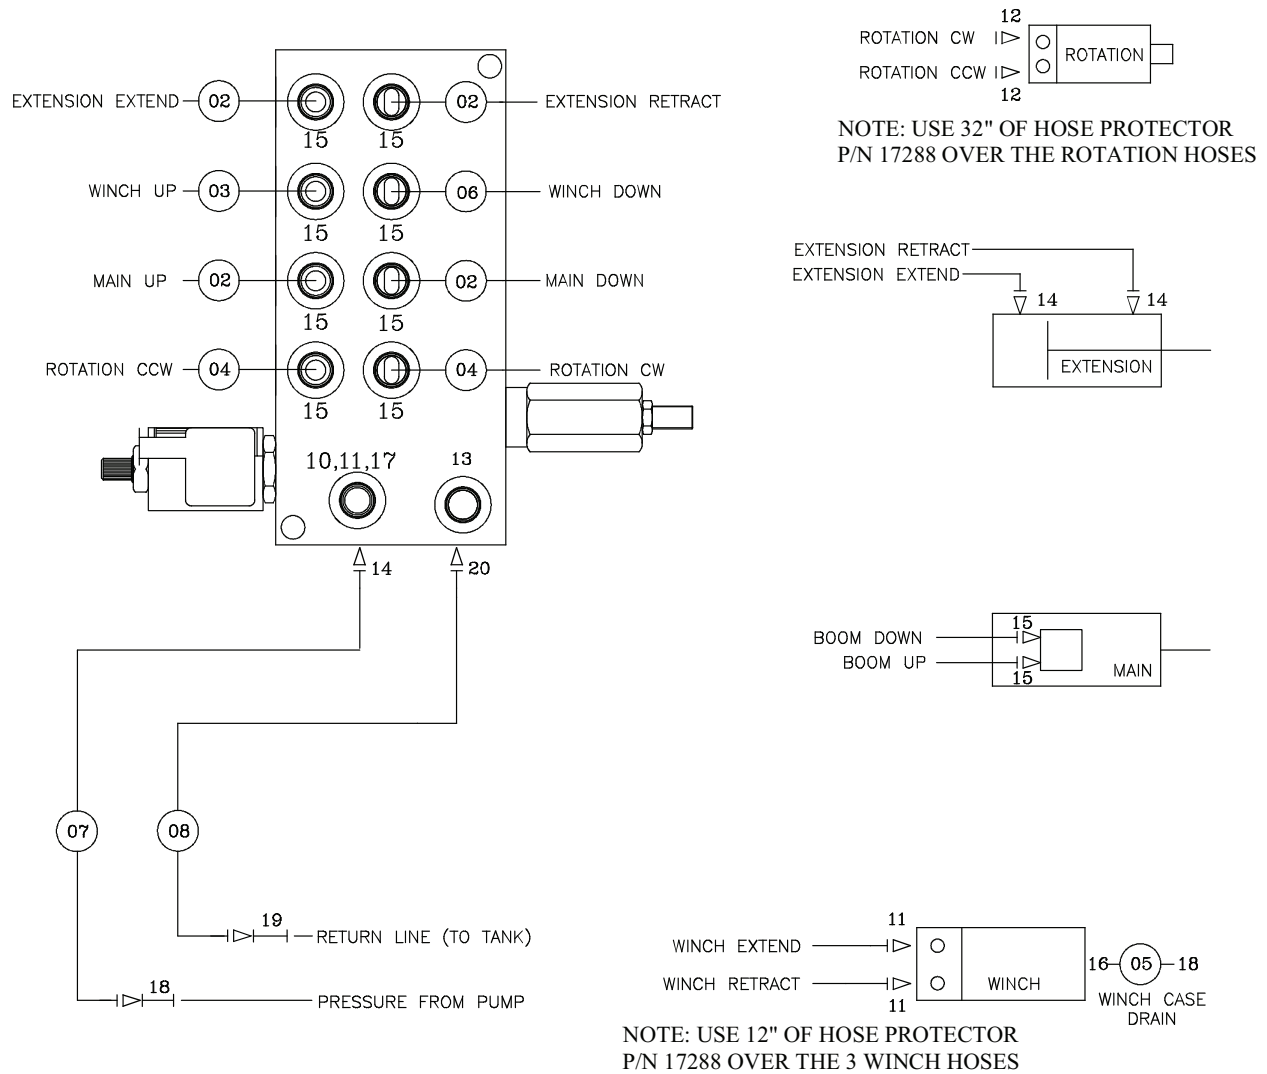 12
ROTATION CW
ROTATION
ROTATION CCW
12
NOTE: USE 32" OF HOSE PROTECTOR
P/N 17288 OVER THE ROTATION HOSES
EXTENSION EXTEND 02 02 EXTENSION RETRACT
15 15
WINCH UP 03 06 WINCH DOWN
15 15
MAIN UP 02 02 MAIN DOWN
15 15
ROTATION CCW 04 04 ROTATION CW
15 15
10,11,17 13
14 20
EXTENSION RETRACT
EXTENSION EXTEND
14 14
EXTENSION
15
BOOM DOWN
BOOM UP
15
MAIN
07 08
19
RETURN LINE (TO TANK)
18
PRESSURE FROM PUMP
11
WINCH EXTEND
WINCH RETRACT
11
WINCH
16 05 18
WINCH CASE
DRAIN
NOTE: USE 12" OF HOSE PROTECTOR
P/N 17288 OVER THE 3 WINCH HOSES